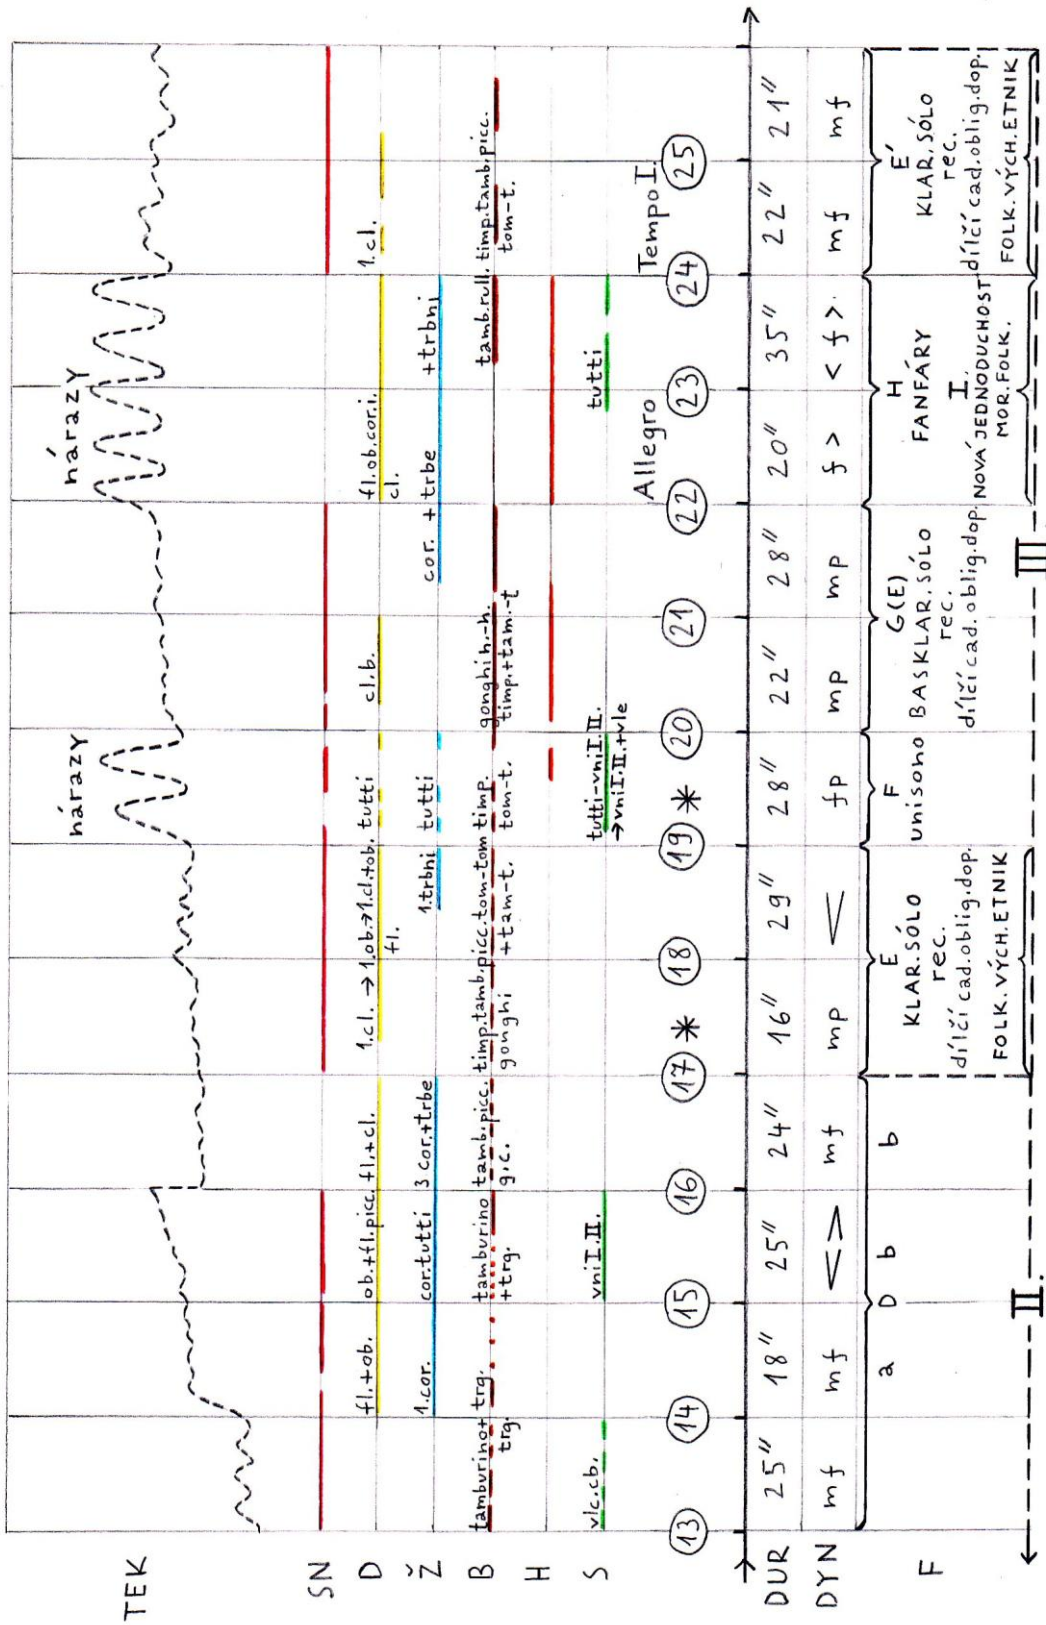 TEK
nárazy
nárazy
SN
D
fl.+ob.
ob.+fl.picc.
fl.+cl.
1.cl. → 1.ob.→1.cl.+ob.
fl.
tutti
cl.b.
fl.ob.cor.i.
cl.
1.cl.
Ž
1.cor.
cor.tutti
3 cor.+trbe
1.trbni
tutti
cor. + trbe
+trbni
B
tamburino+ trg.
trg.
tamburino
+trg.
tamb.picc.
g.c.
timp.tamb.picc.tom-tom
gonghi +tam-t.
timp.
tom-t.
gonghi h.-h.
timp.+tam.-t
tamb.rull.
timp.tamb.picc.
tom-t.
H
S
vlc.cb.
vni I.II.
tutti-vni I.II.
→vni I.II.+vle
tutti
Allegro
Tempo I.
13 14 15 16 17 * 18 19 * 20 21 22 23 24 25
DUR 25" 18" 25" 24" 16" 29" 28" 22" 28" 20" 35" 22" 21"
DYN mf mf <> mf mp < fp mp mp f > < f > mf mf
F
D
a b b
E
KLAR. SÓLO
rec.
dílčí cad.oblig.dop.
FOLK. VÝCH. ETNIK
F
unisono
G(E)
BASKLAR. SÓLO
rec.
dílčí cad. oblig.dop.
H
FANFÁRY
I.
NOVÁ JEDNODUCHOST
MOR. FOLK.
E'
KLAR. SÓLO
rec.
dílčí cad.oblig.dop.
FOLK. VÝCH. ETNIK
II.
III.